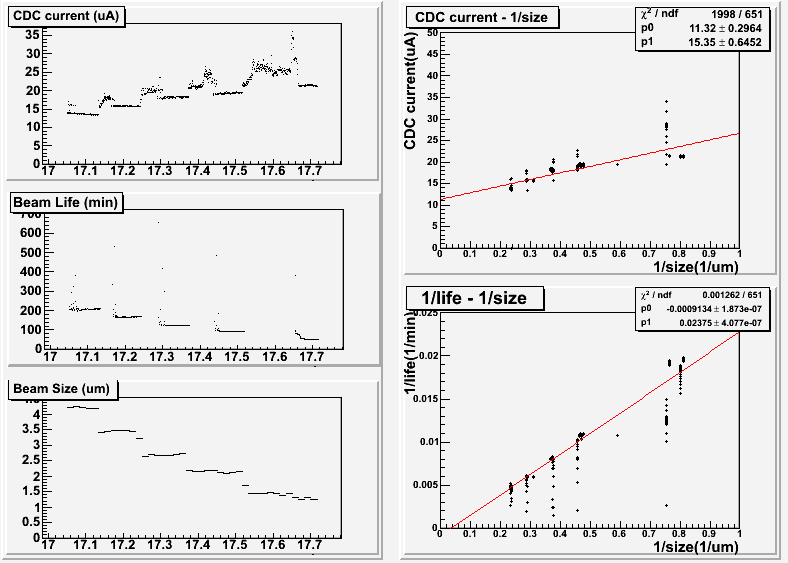 CDC current (uA)
35
30
25
20
15
10
5
0
17 17.1 17.2 17.3 17.4 17.5 17.6 17.7
Beam Life (min)
700
600
500
400
300
200
100
0
17 17.1 17.2 17.3 17.4 17.5 17.6 17.7
Beam Size (um)
4.5
4
3.5
3
2.5
2
1.5
1
0.5
0
17 17.1 17.2 17.3 17.4 17.5 17.6 17.7
CDC current - 1/size
χ² / ndf 1998 / 651
p0 11.32 ± 0.2964
p1 15.35 ± 0.6452
CDC current(uA)
50
45
40
35
30
25
20
15
10
5
0
0 0.1 0.2 0.3 0.4 0.5 0.6 0.7 0.8 0.9 1
1/size(1/um)
1/life - 1/size
χ² / ndf 0.001262 / 651
p0 -0.0009134 ± 1.873e-07
p1 0.02375 ± 4.077e-07
1/life(1/min)
0.025
0.02
0.015
0.01
0.005
0
0 0.1 0.2 0.3 0.4 0.5 0.6 0.7 0.8 0.9 1
1/size(1/um)